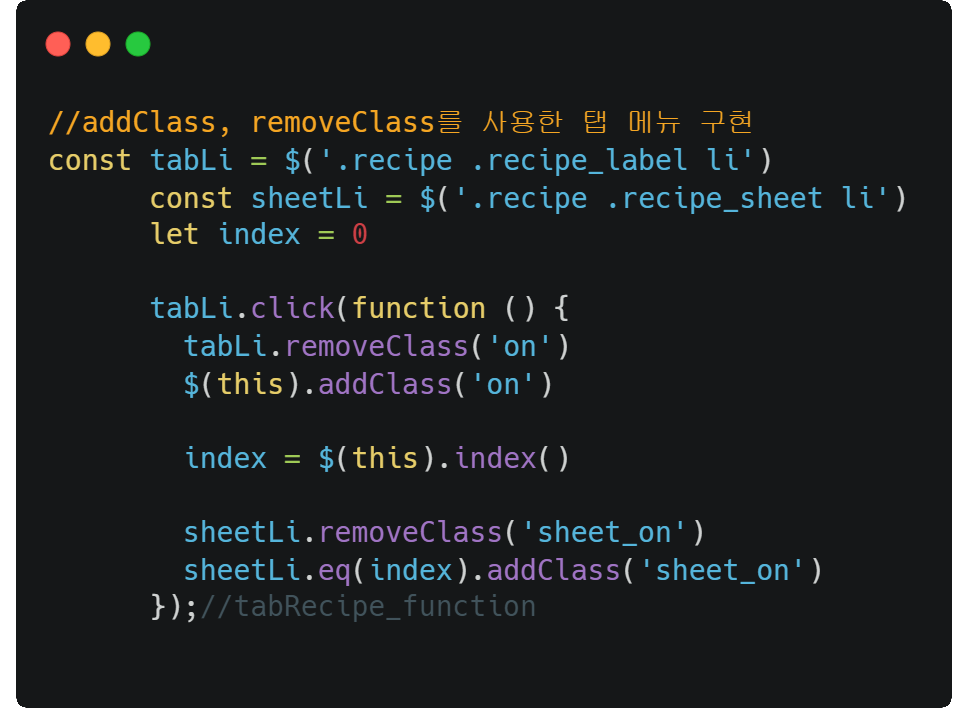 //addClass, removeClass를 사용한 탭 메뉴 구현
const tabLi = $('.recipe .recipe_label li')
const sheetLi = $('.recipe .recipe_sheet li')
let index = 0
tabLi.click(function () {
tabLi.removeClass('on')
$(this).addClass('on')
index = $(this).index()
sheetLi.removeClass('sheet_on')
sheetLi.eq(index).addClass('sheet_on')
});//tabRecipe_function